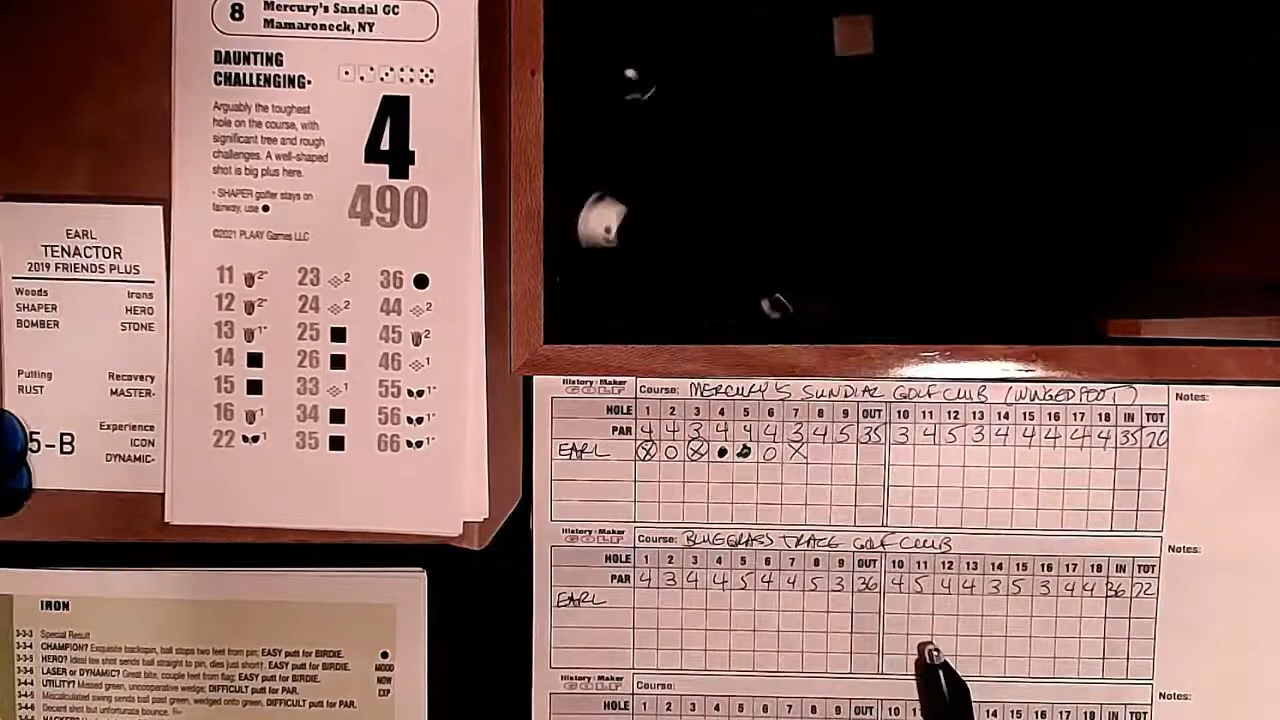 8 Mercury's Sandal GC
Mamaroneck, NY
DAUNTING
CHALLENGING•
Arguably the toughest
hole on the course, with
significant tree and rough
challenges. A well-shaped
shot is big plus here.
• SHAPER golfer stays on
fairway, use ●
©2021 PLAAY Games LLC
4
490
11 2" 23 2 36
12 2" 24 2 44 2
13 1" 25 45 2
14 26 46 1
15 33 1 55 1"
16 1 34 56 1"
22 1 35 66 1"
EARL
TENACTOR
2019 FRIENDS PLUS
Woods Irons
SHAPER HERO
BOMBER STONE
Putting Recovery
RUST MASTER•
Experience
5-B ICON
DYNAMIC•
IRON
3-3-3 Special Result
3-3-4 CHAMPION? Exquisite backspin, ball stops two feet from pin; EASY putt for BIRDIE.
3-3-5 HERO? Ideal tee shot sends ball straight to pin, dies just short†. EASY putt for BIRDIE.
3-3-6 LASER or DYNAMIC? Great bite, couple feet from flag; EASY putt for BIRDIE.
3-4-4 UTILITY? Missed green, uncooperative wedge; DIFFICULT putt for PAR.
3-4-5 Miscalculated swing sends ball past green, wedged onto green, DIFFICULT putt for PAR.
3-4-6 Decent shot but unfortunate bounce.
MOOD
NOW
EXP
History Maker
GOLF
Course: MERCURY'S SUNDIAL GOLF CLUB (WINGED FOOT) Notes:
HOLE 1 2 3 4 5 6 7 8 9 OUT 10 11 12 13 14 15 16 17 18 IN TOT
PAR 4 4 3 4 4 4 3 4 5 35 3 4 5 3 4 4 4 4 4 35 70
EARL
History Maker
GOLF
Course: BLUEGRASS TRACE GOLF CLUB Notes:
HOLE 1 2 3 4 5 6 7 8 9 OUT 10 11 12 13 14 15 16 17 18 IN TOT
PAR 4 3 4 4 5 4 4 5 3 36 4 5 4 4 3 5 3 4 4 36 72
EARL
History Maker
GOLF
Course: Notes:
HOLE 1 2 3 4 5 6 7 8 9 OUT 10 14 15 16 17 18 IN TOT